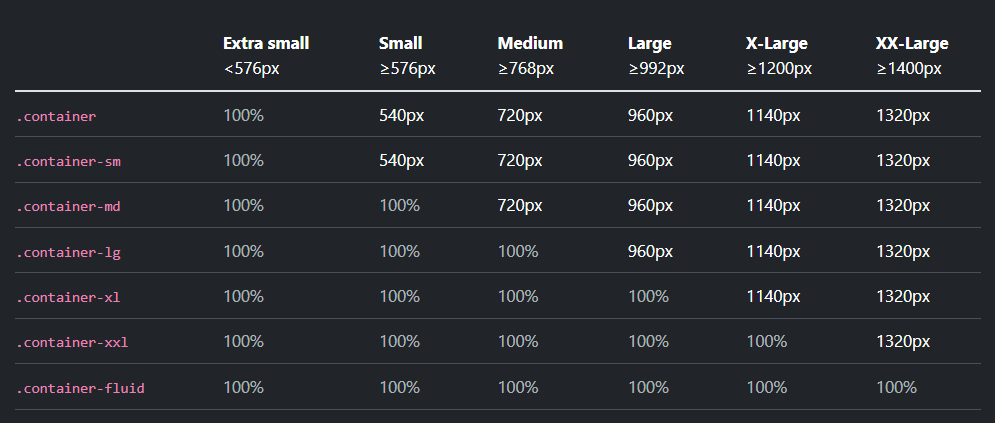 Extra small Small Medium Large X-Large XX-Large
<576px ≥576px ≥768px ≥992px ≥1200px ≥1400px
.container 100% 540px 720px 960px 1140px 1320px
.container-sm 100% 540px 720px 960px 1140px 1320px
.container-md 100% 100% 720px 960px 1140px 1320px
.container-lg 100% 100% 100% 960px 1140px 1320px
.container-xl 100% 100% 100% 100% 1140px 1320px
.container-xxl 100% 100% 100% 100% 100% 1320px
.container-fluid 100% 100% 100% 100% 100% 100%